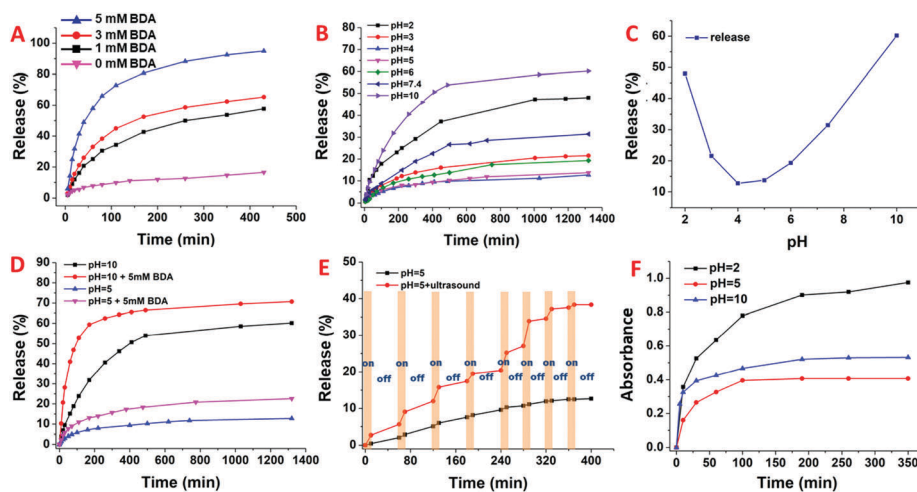 A
5 mM BDA
3 mM BDA
1 mM BDA
0 mM BDA
Release (%)
100
80
60
40
20
0
0 100 200 300 400 500
Time (min)
B
pH=2
pH=3
pH=4
pH=5
pH=6
pH=7.4
pH=10
Release (%)
80
70
60
50
40
30
20
10
0
0 200 400 600 800 1000 1200 1400
Time (min)
C
release
Release (%)
60
50
40
30
20
10
2 4 6 8 10
pH
D
pH=10
pH=10 + 5mM BDA
pH=5
pH=5 + 5mM BDA
Release (%)
90
80
70
60
50
40
30
20
10
0
0 200 400 600 800 1000 1200 1400
Time (min)
E
pH=5
pH=5+ultrasound
on on on on on on on on
off off off off off off off off
Release (%)
50
40
30
20
10
0
0 80 160 240 320 400
Time (min)
F
pH=2
pH=5
pH=10
Absorbance
1.0
0.8
0.6
0.4
0.2
0.0
0 50 100 150 200 250 300 350
Time (min)